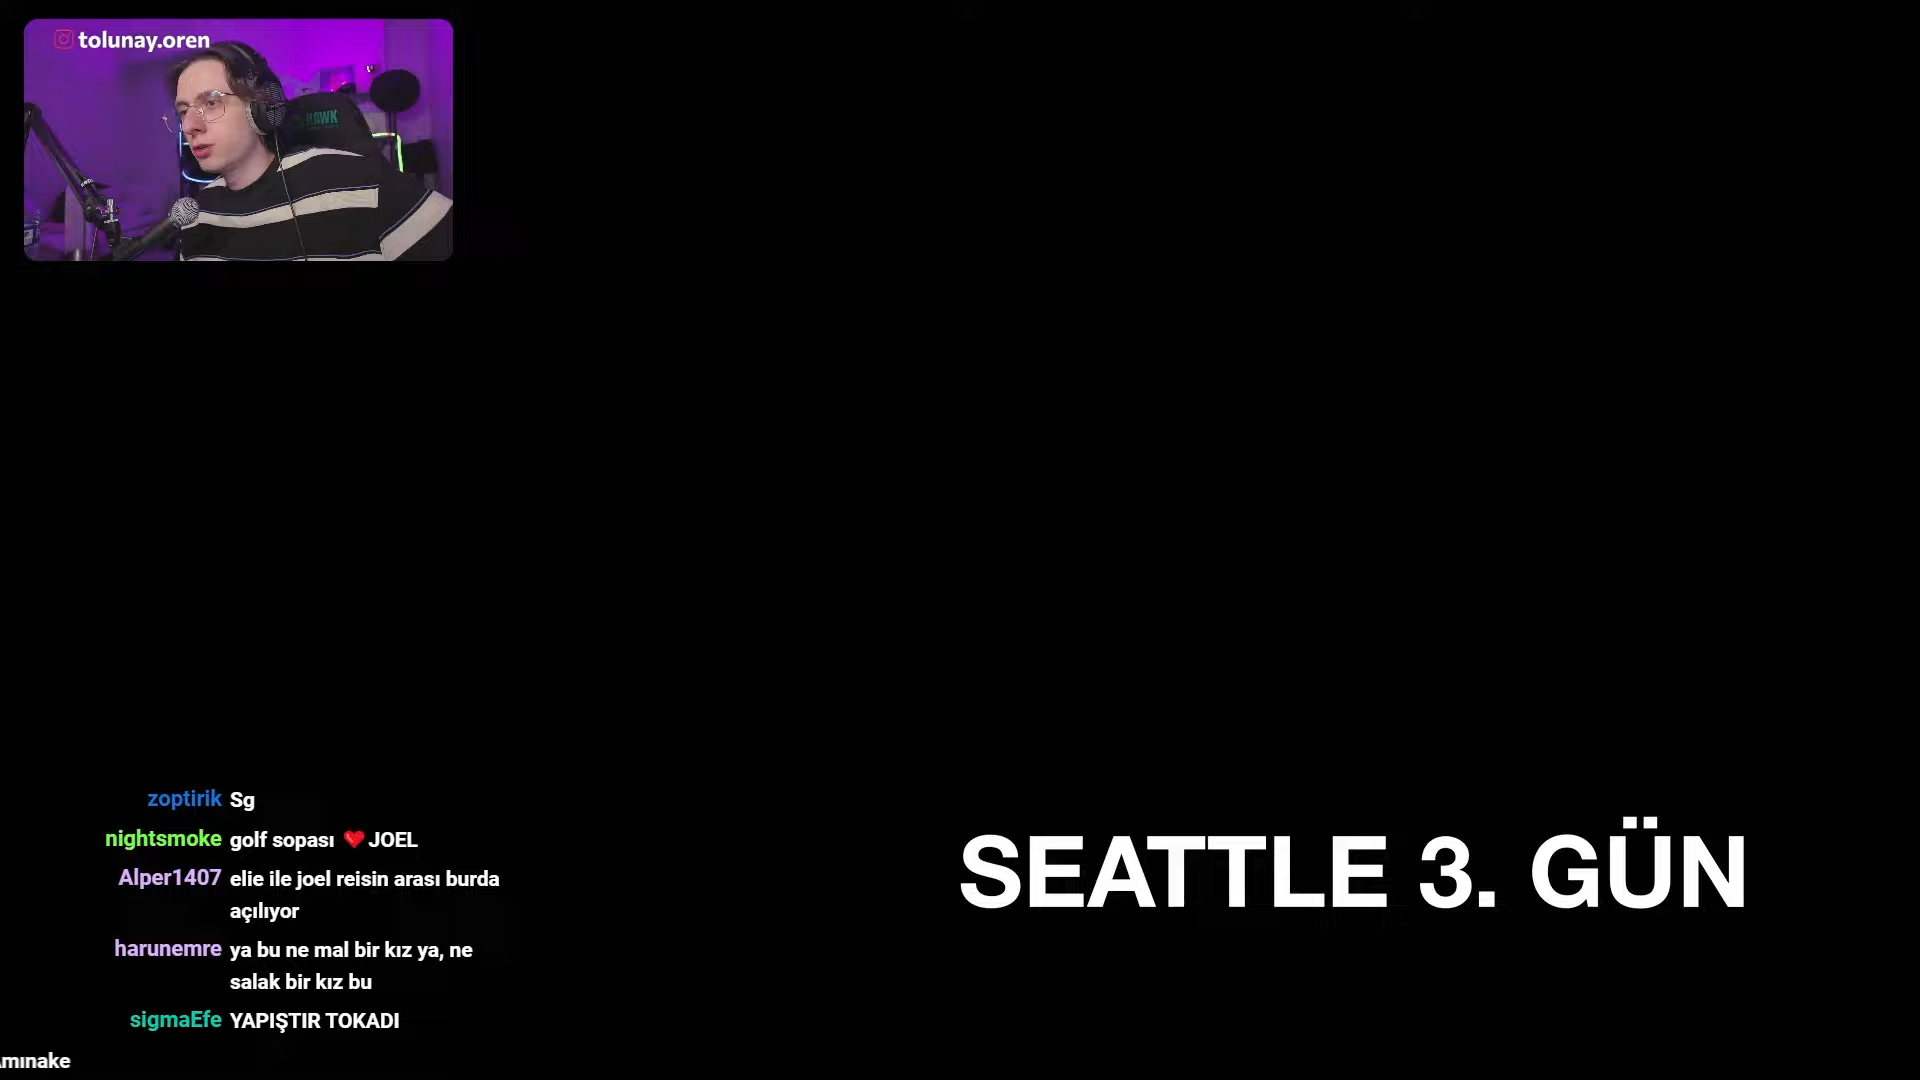 tolunay.oren
HAWK
zoptirik Sg
nightsmoke golf sopası ❤️JOEL
Alper1407 elie ile joel reisin arası burda
açılıyor
harunemre ya bu ne mal bir kız ya, ne
salak bir kız bu
sigmaEfe YAPIŞTIR TOKADI
SEATTLE 3. GÜN